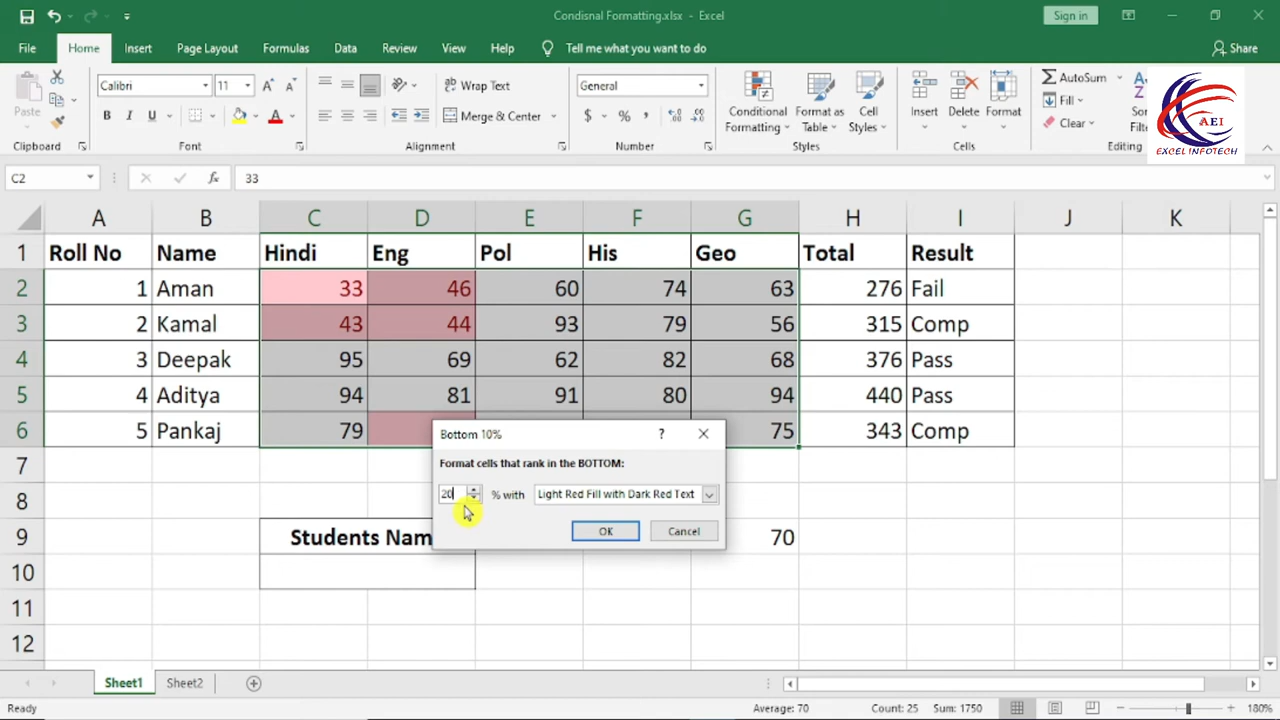 Condisnal Formatting.xlsx - Excel
Sign in
File Home Insert Page Layout Formulas Data Review View Help Tell me what you want to do Share
Paste
Clipboard
Calibri 11
B I U
Font
Wrap Text
Merge & Center
Alignment
General
$ % ,
Number
Conditional Formatting
Format as Table
Cell Styles
Styles
Insert Delete Format
Cells
AutoSum
Fill
Clear
Editing
AEI
EXCEL INFOTECH
C2 fx 33
A B C D E F G H I J K
1 Roll No Name Hindi Eng Pol His Geo Total Result
2 1 Aman 33 46 60 74 63 276 Fail
3 2 Kamal 43 44 93 79 56 315 Comp
4 3 Deepak 95 69 62 82 68 376 Pass
5 4 Aditya 94 81 91 80 94 440 Pass
6 5 Pankaj 79 75 343 Comp
7
8
9 Students Nam 70
10
11
12
Bottom 10% ?
Format cells that rank in the BOTTOM:
20 % with Light Red Fill with Dark Red Text
OK Cancel
Sheet1 Sheet2
Ready Average: 70 Count: 25 Sum: 1750 180%